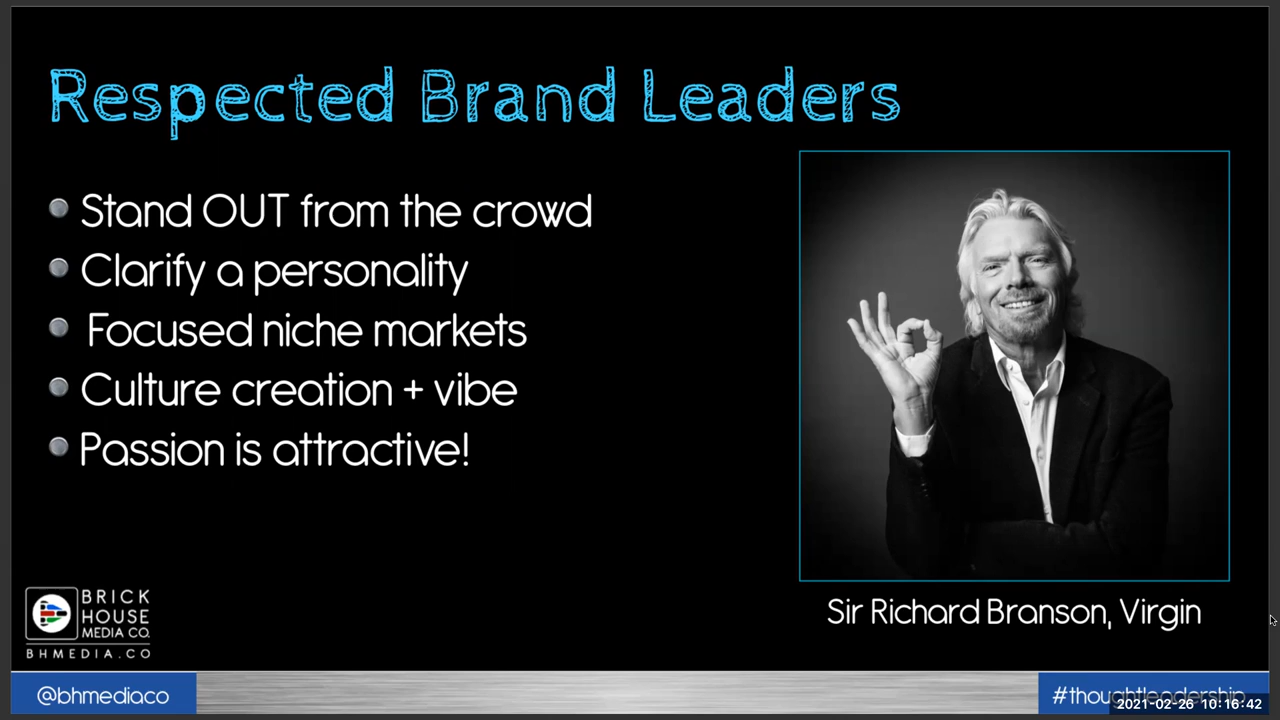 Respected Brand Leaders
Stand OUT from the crowd
Clarify a personality
Focused niche markets
Culture creation + vibe
Passion is attractive!
Sir Richard Branson, Virgin
BRICK
HOUSE
MEDIA CO.
BHMEDIA.CO
@bhmediaco
#thoughtleadership
2021-02-26 10:16:42